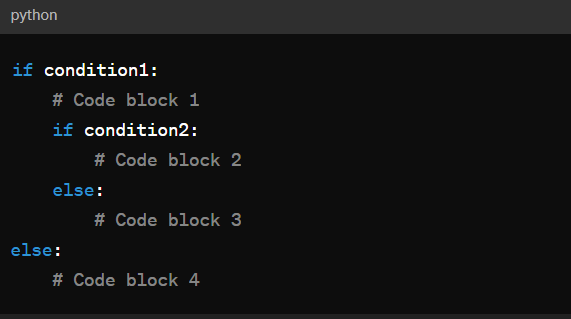 python
if condition1:
    # Code block 1
    if condition2:
        # Code block 2
    else:
        # Code block 3
else:
    # Code block 4